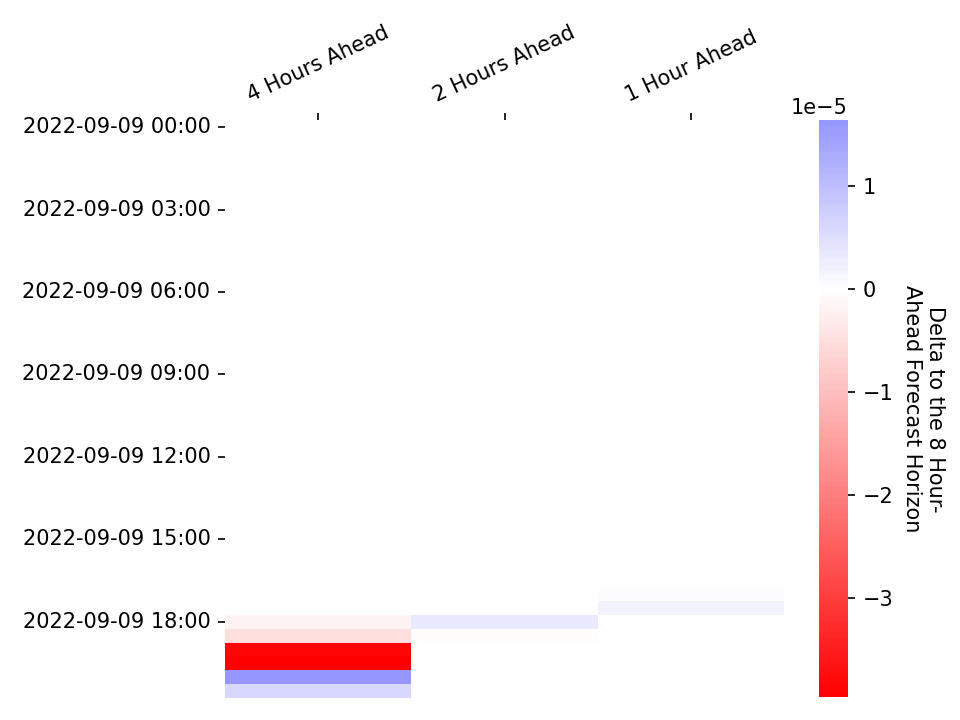 4 Hours Ahead
2 Hours Ahead
1 Hour Ahead
1e−5
2022-09-09 00:00
2022-09-09 03:00
2022-09-09 06:00
2022-09-09 09:00
2022-09-09 12:00
2022-09-09 15:00
2022-09-09 18:00
1
0
−1
−2
−3
Delta to the 8 Hour-
Ahead Forecast Horizon